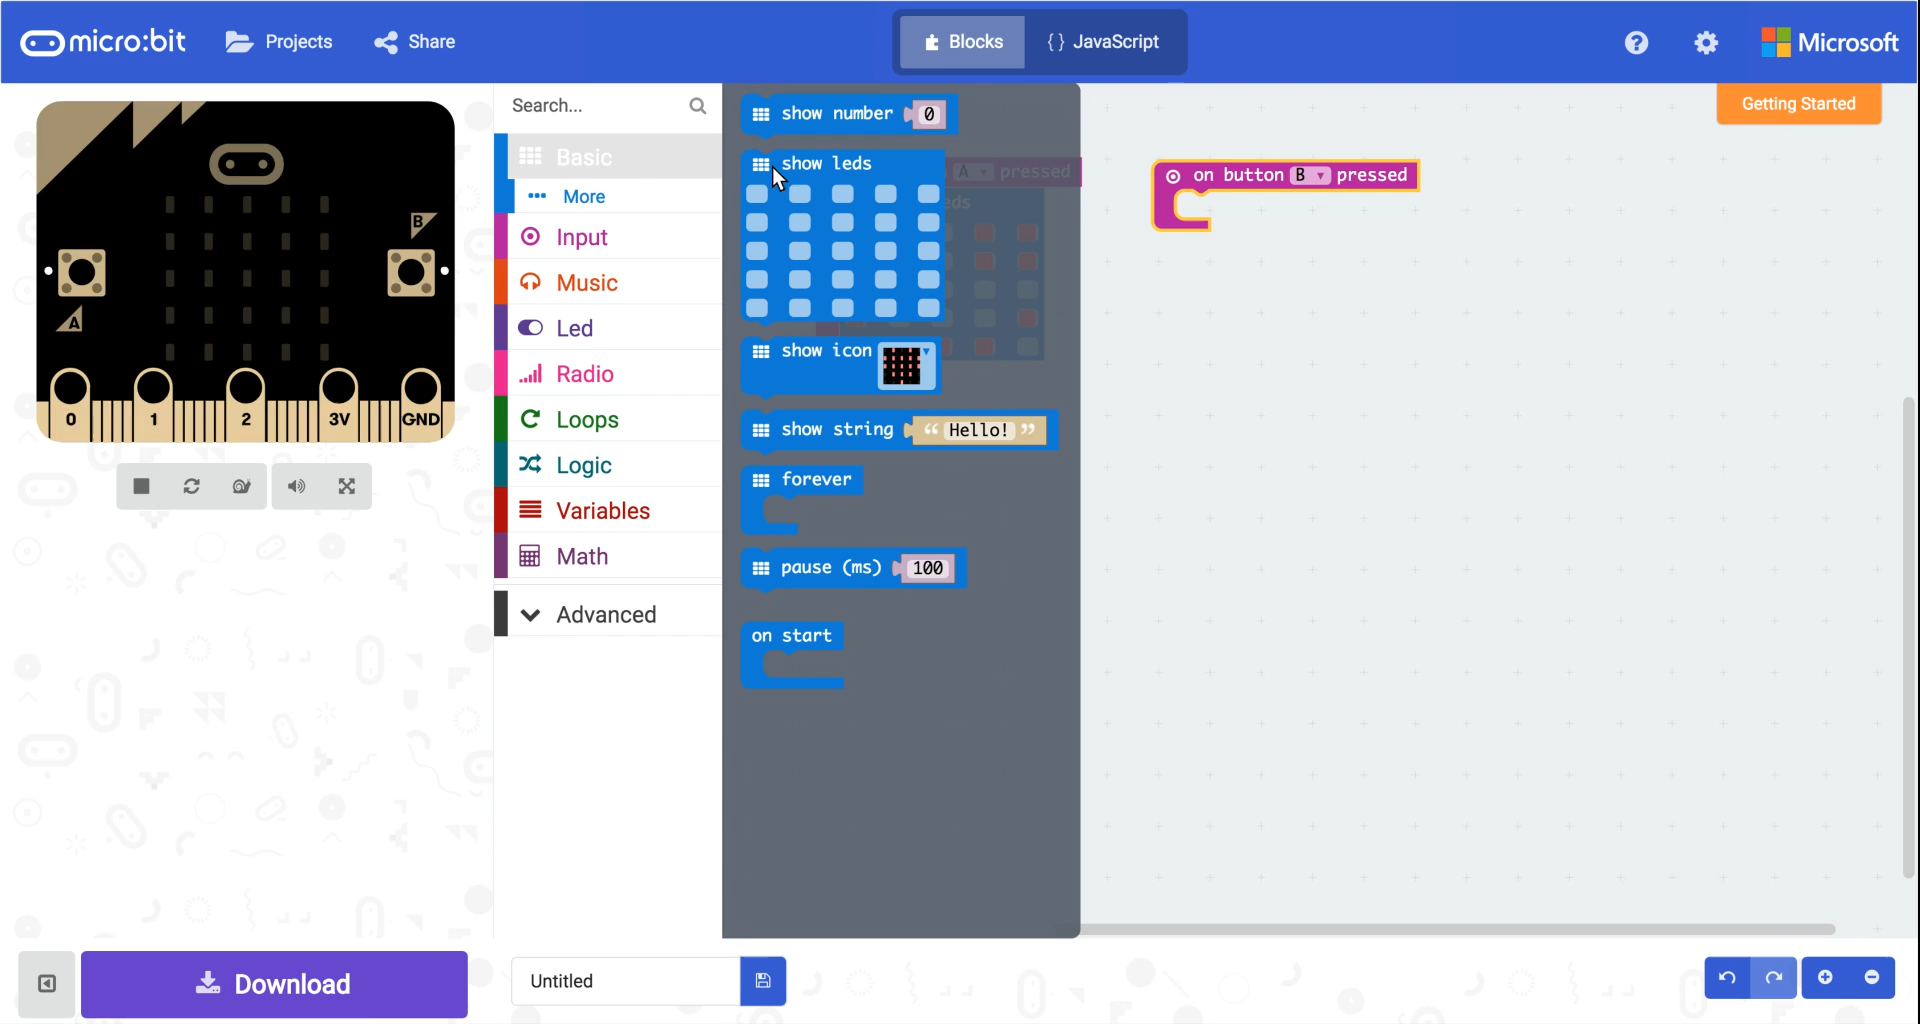 micro:bit Projects Share Blocks {} JavaScript ? Microsoft
Getting Started
Search...
Basic
More
Input
Music
Led
Radio
Loops
Logic
Variables
Math
Advanced
show number 0
show leds
A pressed
eds
show icon
show string “ Hello! ”
forever
pause (ms) 100
on start
on button B pressed
B
A
0 1 2 3V GND
Download
Untitled